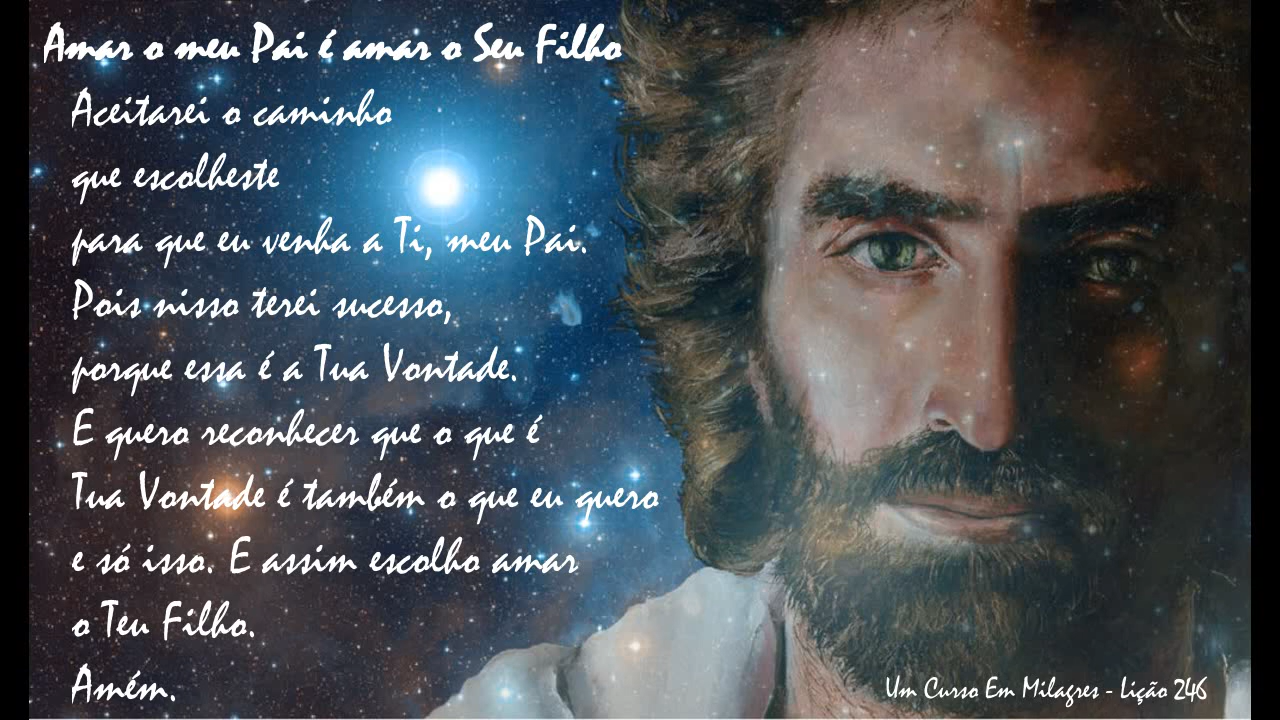 Amar o meu Pai é amar o Seu Filho
Aceitarei o caminho
que escolheste
para que eu venha a Ti, meu Pai.
Pois nisso terei sucesso,
porque essa é a Tua Vontade.
E quero reconhecer que o que é
Tua Vontade é também o que eu quero
e só isso. E assim escolho amar
o Teu Filho.
Amém.
Um Curso Em Milagres - Lição 246